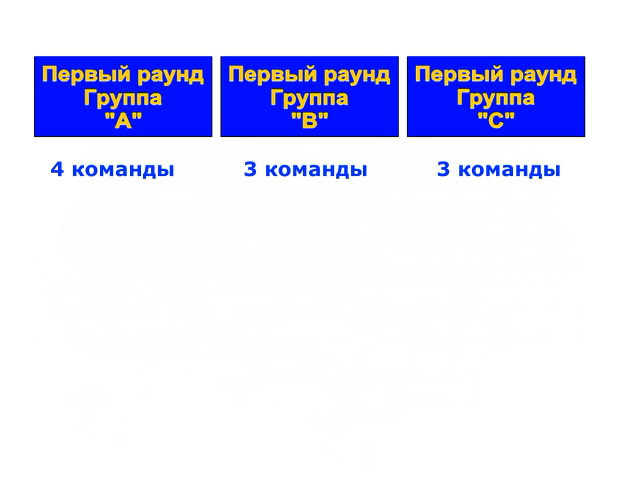 Первый раунд
Группа
"A"
Первый раунд
Группа
"B"
Первый раунд
Группа
"C"
4 команды
3 команды
3 команды